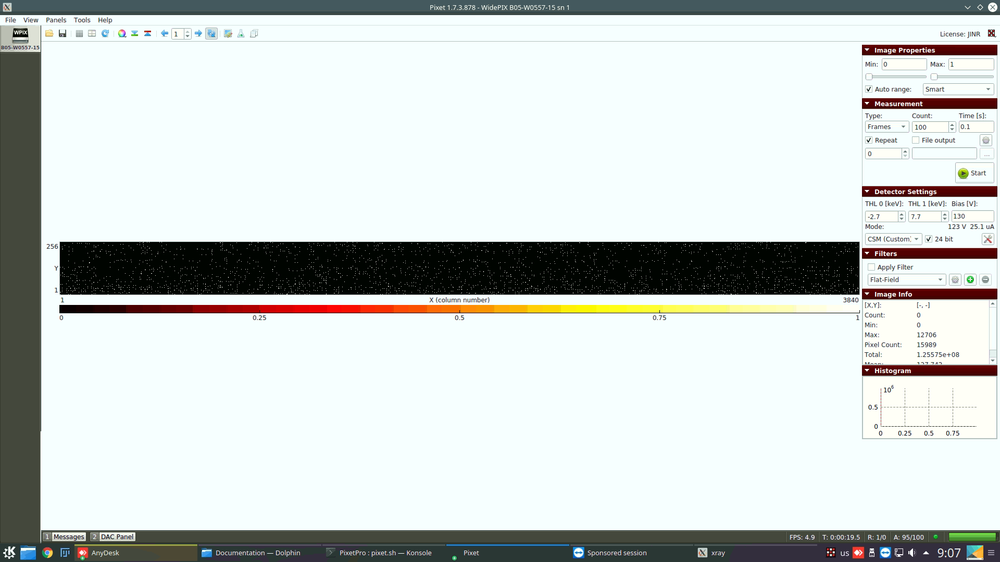 Pixet 1.7.3.878 - WidePIX B05-W0557-15 sn 1
File View Panels Tools Help
WPIX
B05-W0557-15
1
License: JINR
Image Properties
Min: 0 Max: 1
Auto range: Smart
Measurement
Type: Count: Time [s]:
Frames 100 0.1
Repeat File output
0 ...
Start
Detector Settings
THL 0 [keV]: THL 1 [keV]: Bias [V]:
-2.7 7.7 130
Mode: 123 V 25.1 uA
CSM (Custom) 24 bit
Filters
Apply Filter
Flat-Field
Image Info
[X,Y]: [-, -]
Count: 0
Min: 0
Max: 12706
Pixel Count: 15989
Total: 1.25575e+08
Mean: 127.742
Histogram
10⁶
0.5
0
0 0.25 0.5 0.75
256
Y
1
1 X (column number) 3840
0 0.25 0.5 0.75 1
1 Messages 2 DAC Panel
FPS: 4.9 T: 0:00:19.5 R: 1/0 A: 95/100
AnyDesk Documentation — Dolphin PixetPro : pixet.sh — Konsole Pixet Sponsored session xray us 9:07